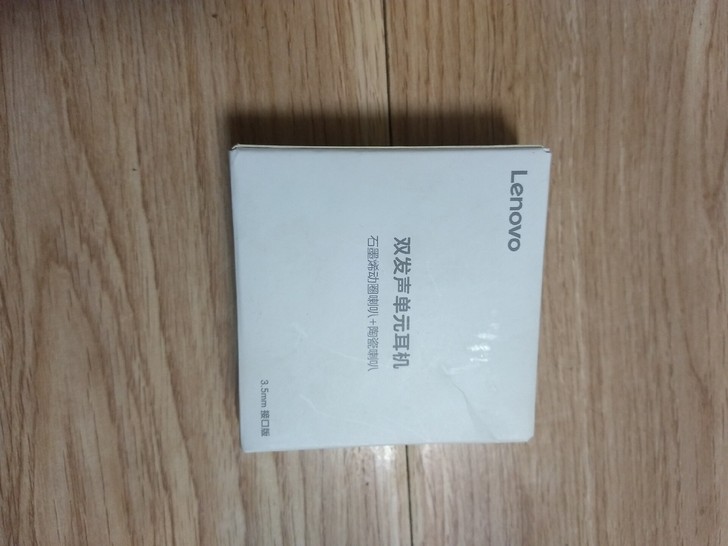 Lenovo
双发声单元耳机
石墨烯动圈喇叭+陶瓷喇叭
3.5mm 接口版